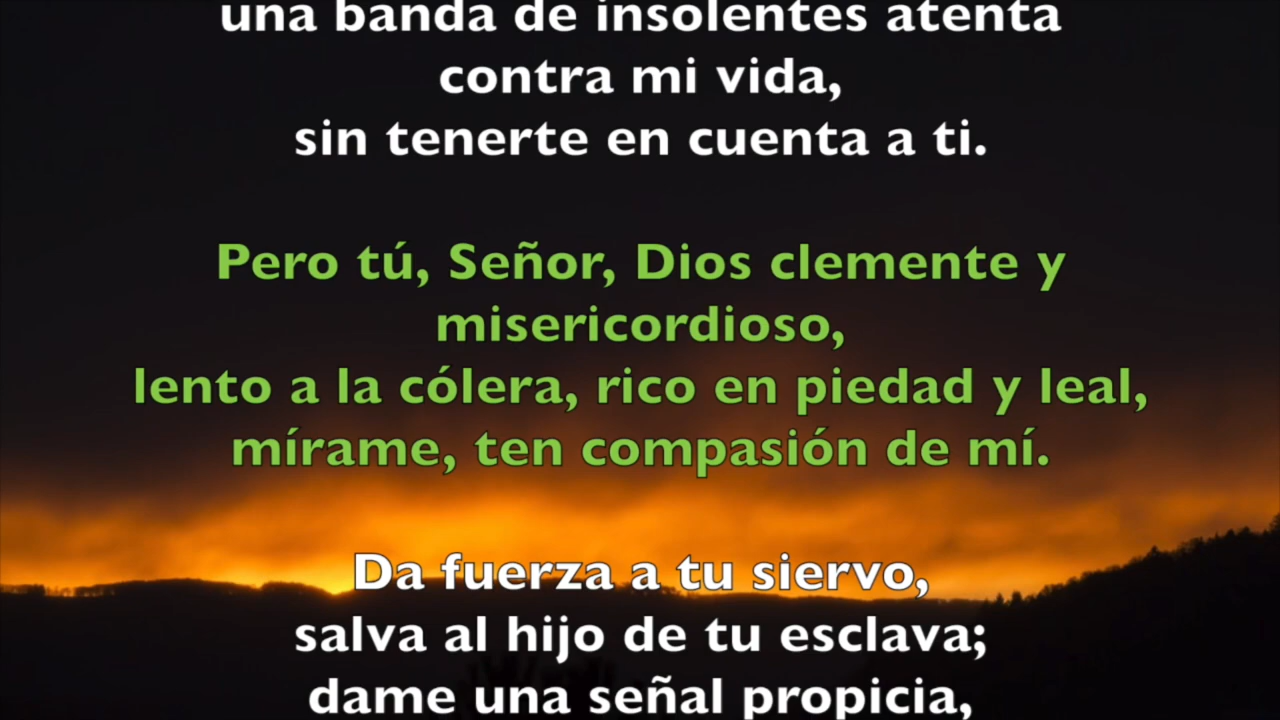 una banda de insolentes atenta
contra mi vida,
sin tenerte en cuenta a ti.
Pero tú, Señor, Dios clemente y
misericordioso,
lento a la cólera, rico en piedad y leal,
mírame, ten compasión de mí.
Da fuerza a tu siervo,
salva al hijo de tu esclava;
dame una señal propicia,